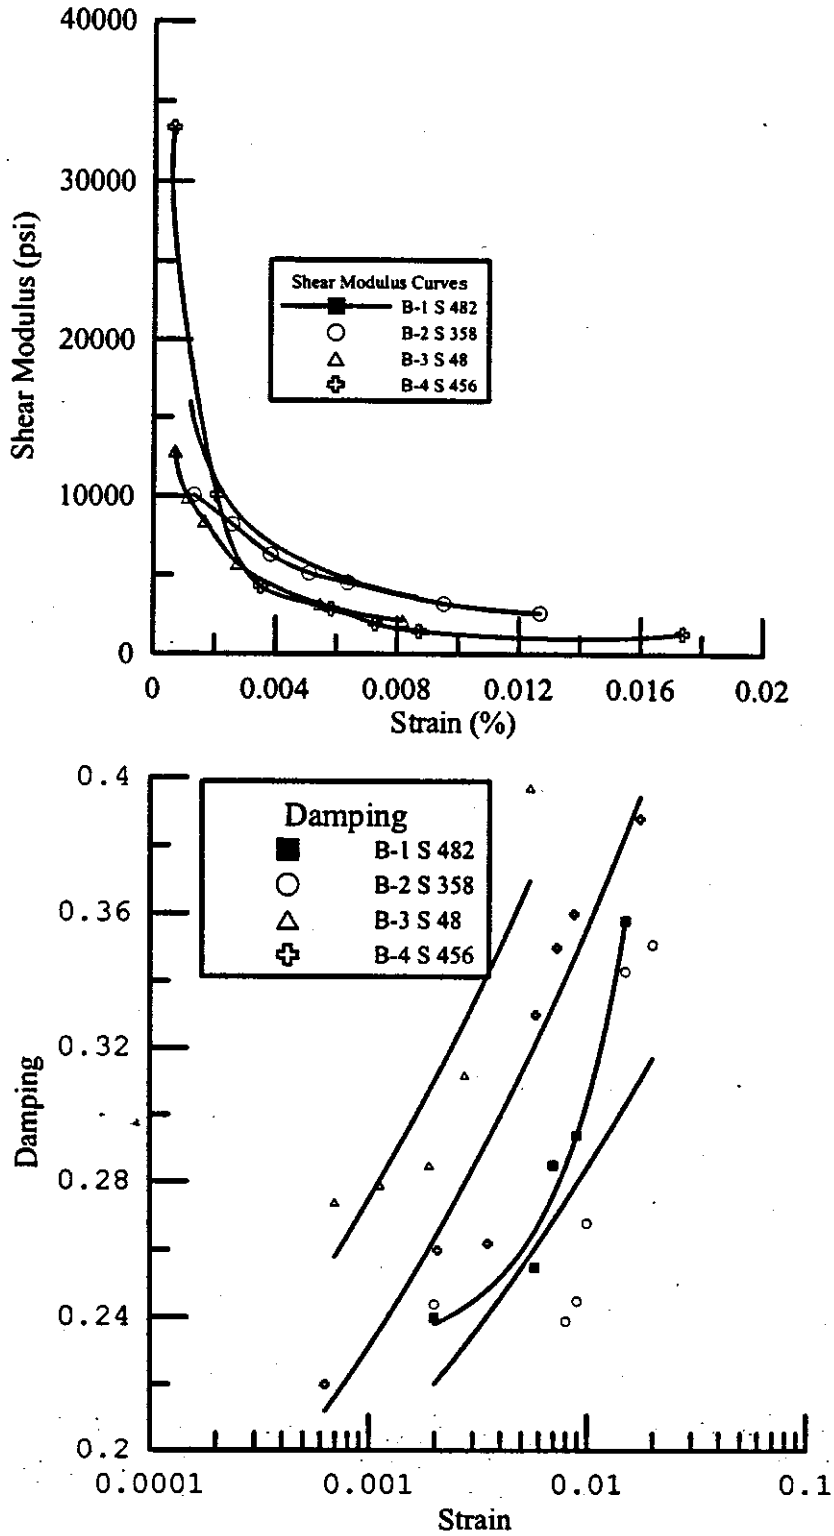 40000
30000
20000
10000
0
Shear Modulus (psi)
Shear Modulus Curves
B-1 S 482
B-2 S 358
B-3 S 48
B-4 S 456
0 0.004 0.008 0.012 0.016 0.02
Strain (%)
0.4
0.36
0.32
0.28
0.24
0.2
Damping
Damping
B-1 S 482
B-2 S 358
B-3 S 48
B-4 S 456
0.0001 0.001 0.01 0.1
Strain